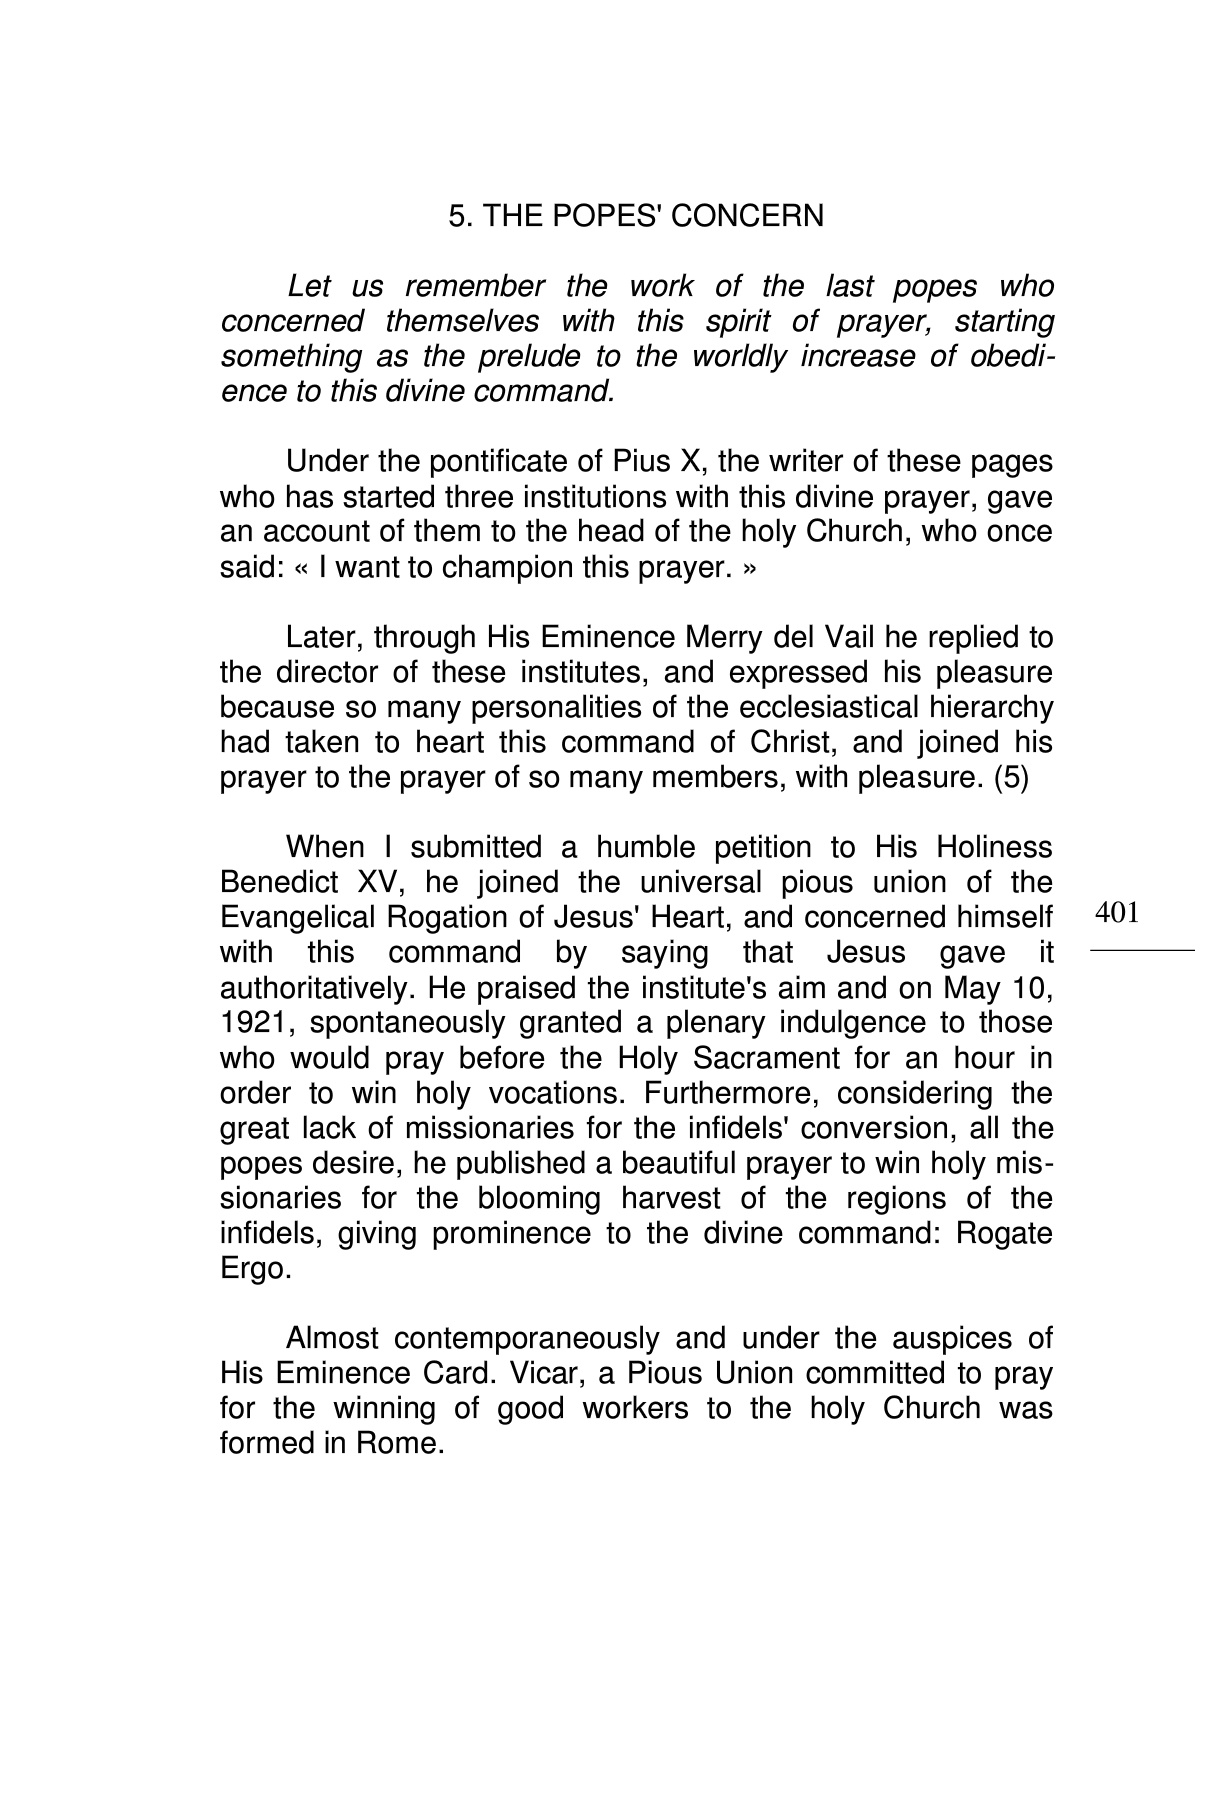 5. THE POPES' CONCERN
Let us remember the work of the last popes who
concerned themselves with this spirit of prayer, starting
something as the prelude to the worldly increase of obedi-
ence to this divine command.
Under the pontificate of Pius X, the writer of these pages
who has started three institutions with this divine prayer, gave
an account of them to the head of the holy Church, who once
said: « I want to champion this prayer. »
Later, through His Eminence Merry del Vail he replied to
the director of these institutes, and expressed his pleasure
because so many personalities of the ecclesiastical hierarchy
had taken to heart this command of Christ, and joined his
prayer to the prayer of so many members, with pleasure. (5)
When I submitted a humble petition to His Holiness
Benedict XV, he joined the universal pious union of the
Evangelical Rogation of Jesus' Heart, and concerned himself
with this command by saying that Jesus gave it
authoritatively. He praised the institute's aim and on May 10,
1921, spontaneously granted a plenary indulgence to those
who would pray before the Holy Sacrament for an hour in
order to win holy vocations. Furthermore, considering the
great lack of missionaries for the infidels' conversion, all the
popes desire, he published a beautiful prayer to win holy mis-
sionaries for the blooming harvest of the regions of the
infidels, giving prominence to the divine command: Rogate
Ergo.
Almost contemporaneously and under the auspices of
His Eminence Card. Vicar, a Pious Union committed to pray
for the winning of good workers to the holy Church was
formed in Rome.
401